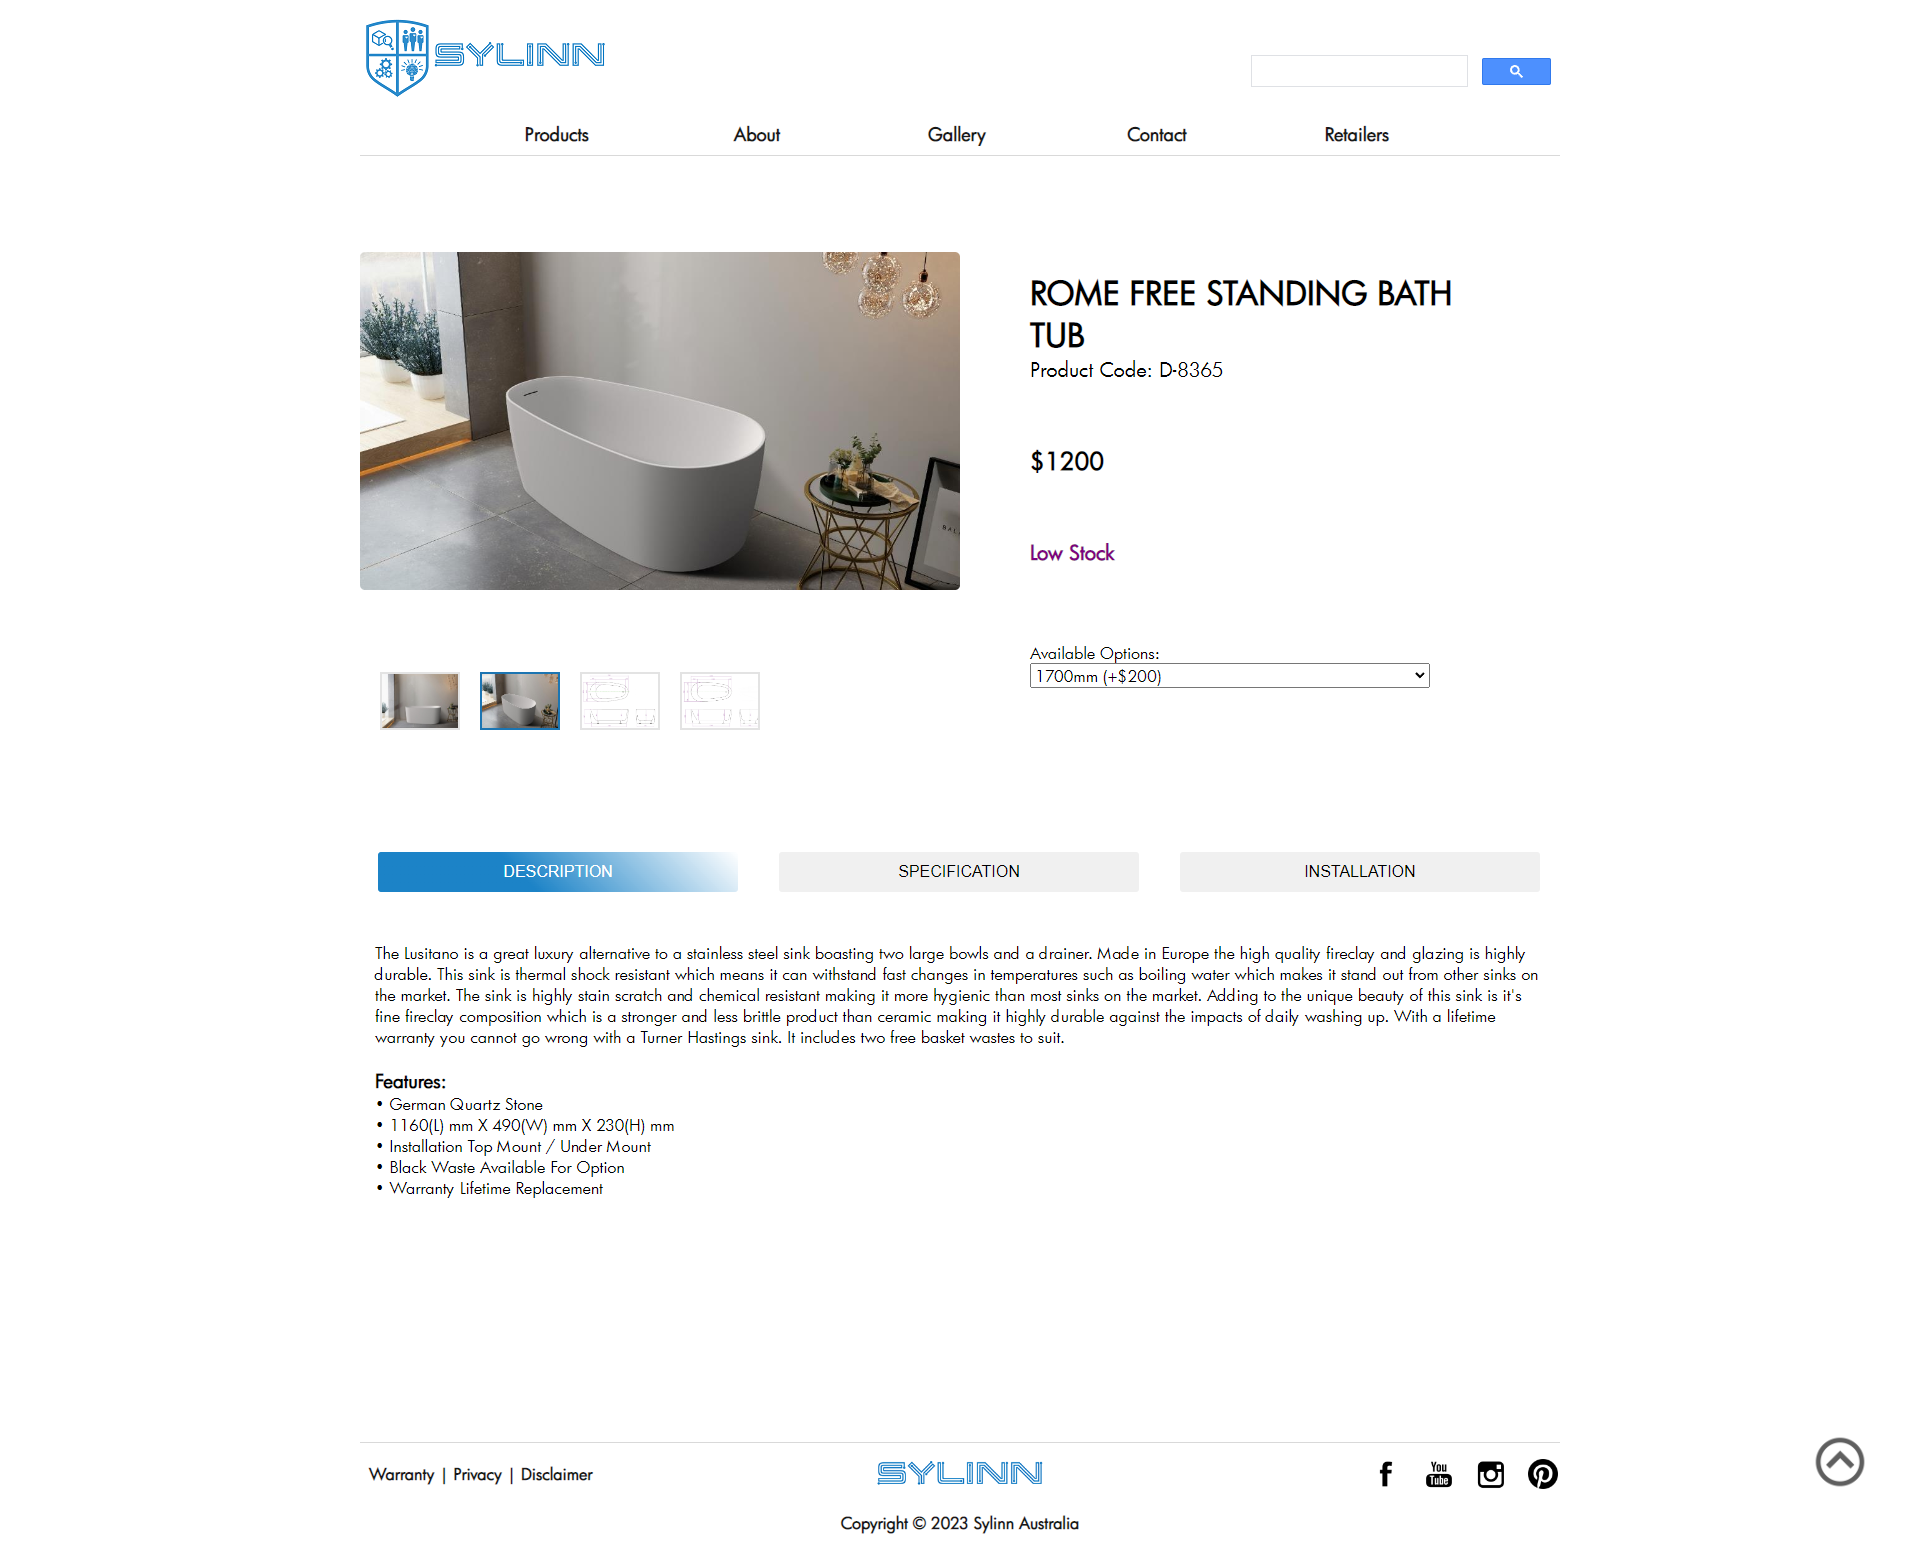 SYLINN
Products
About
Gallery
Contact
Retailers
ROME FREE STANDING BATH
TUB
Product Code: D-8365
$1200
Low Stock
Available Options:
1700mm (+$200)
DESCRIPTION
SPECIFICATION
INSTALLATION
The Lusitano is a great luxury alternative to a stainless steel sink boasting two large bowls and a drainer. Made in Europe the high quality fireclay and glazing is highly
durable. This sink is thermal shock resistant which means it can withstand fast changes in temperatures such as boiling water which makes it stand out from other sinks on
the market. The sink is highly stain scratch and chemical resistant making it more hygienic than most sinks on the market. Adding to the unique beauty of this sink is it's
fine fireclay composition which is a stronger and less brittle product than ceramic making it highly durable against the impacts of daily washing up. With a lifetime
warranty you cannot go wrong with a Turner Hastings sink. It includes two free basket wastes to suit.
Features:
• German Quartz Stone
• 1160(L) mm X 490(W) mm X 230(H) mm
• Installation Top Mount / Under Mount
• Black Waste Available For Option
• Warranty Lifetime Replacement
Warranty | Privacy | Disclaimer
SYLINN
You
Tube
Copyright © 2023 Sylinn Australia